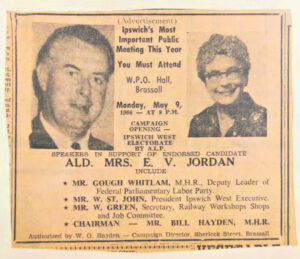 (Advertisement)
Ipswich's Most
Important Public
Meeting This Year
You Must Attend
W.P.O. Hall,
Brassall
Monday, May 9,
1966 — AT 8 P.M.
CAMPAIGN
OPENING —
IPSWICH WEST
ELECTORATE
BY A.L.P.
SPEAKERS IN SUPPORT OF ENDORSED CANDIDATE
ALD. MRS. E. V. JORDAN
INCLUDE
★ MR. GOUGH WHITLAM, M.H.R., Deputy Leader of
Federal Parliamentary Labor Party.
★ MR. W. ST. JOHN, President Ipswich West Executive.
★ MR. W. GREEN, Secretary, Railway Workshops Shops
and Job Committee.
★ CHAIRMAN — MR. BILL HAYDEN, M.H.R.
Authorised by W. G. Hayden — Campaign Director, Sherlock Street, Brassall